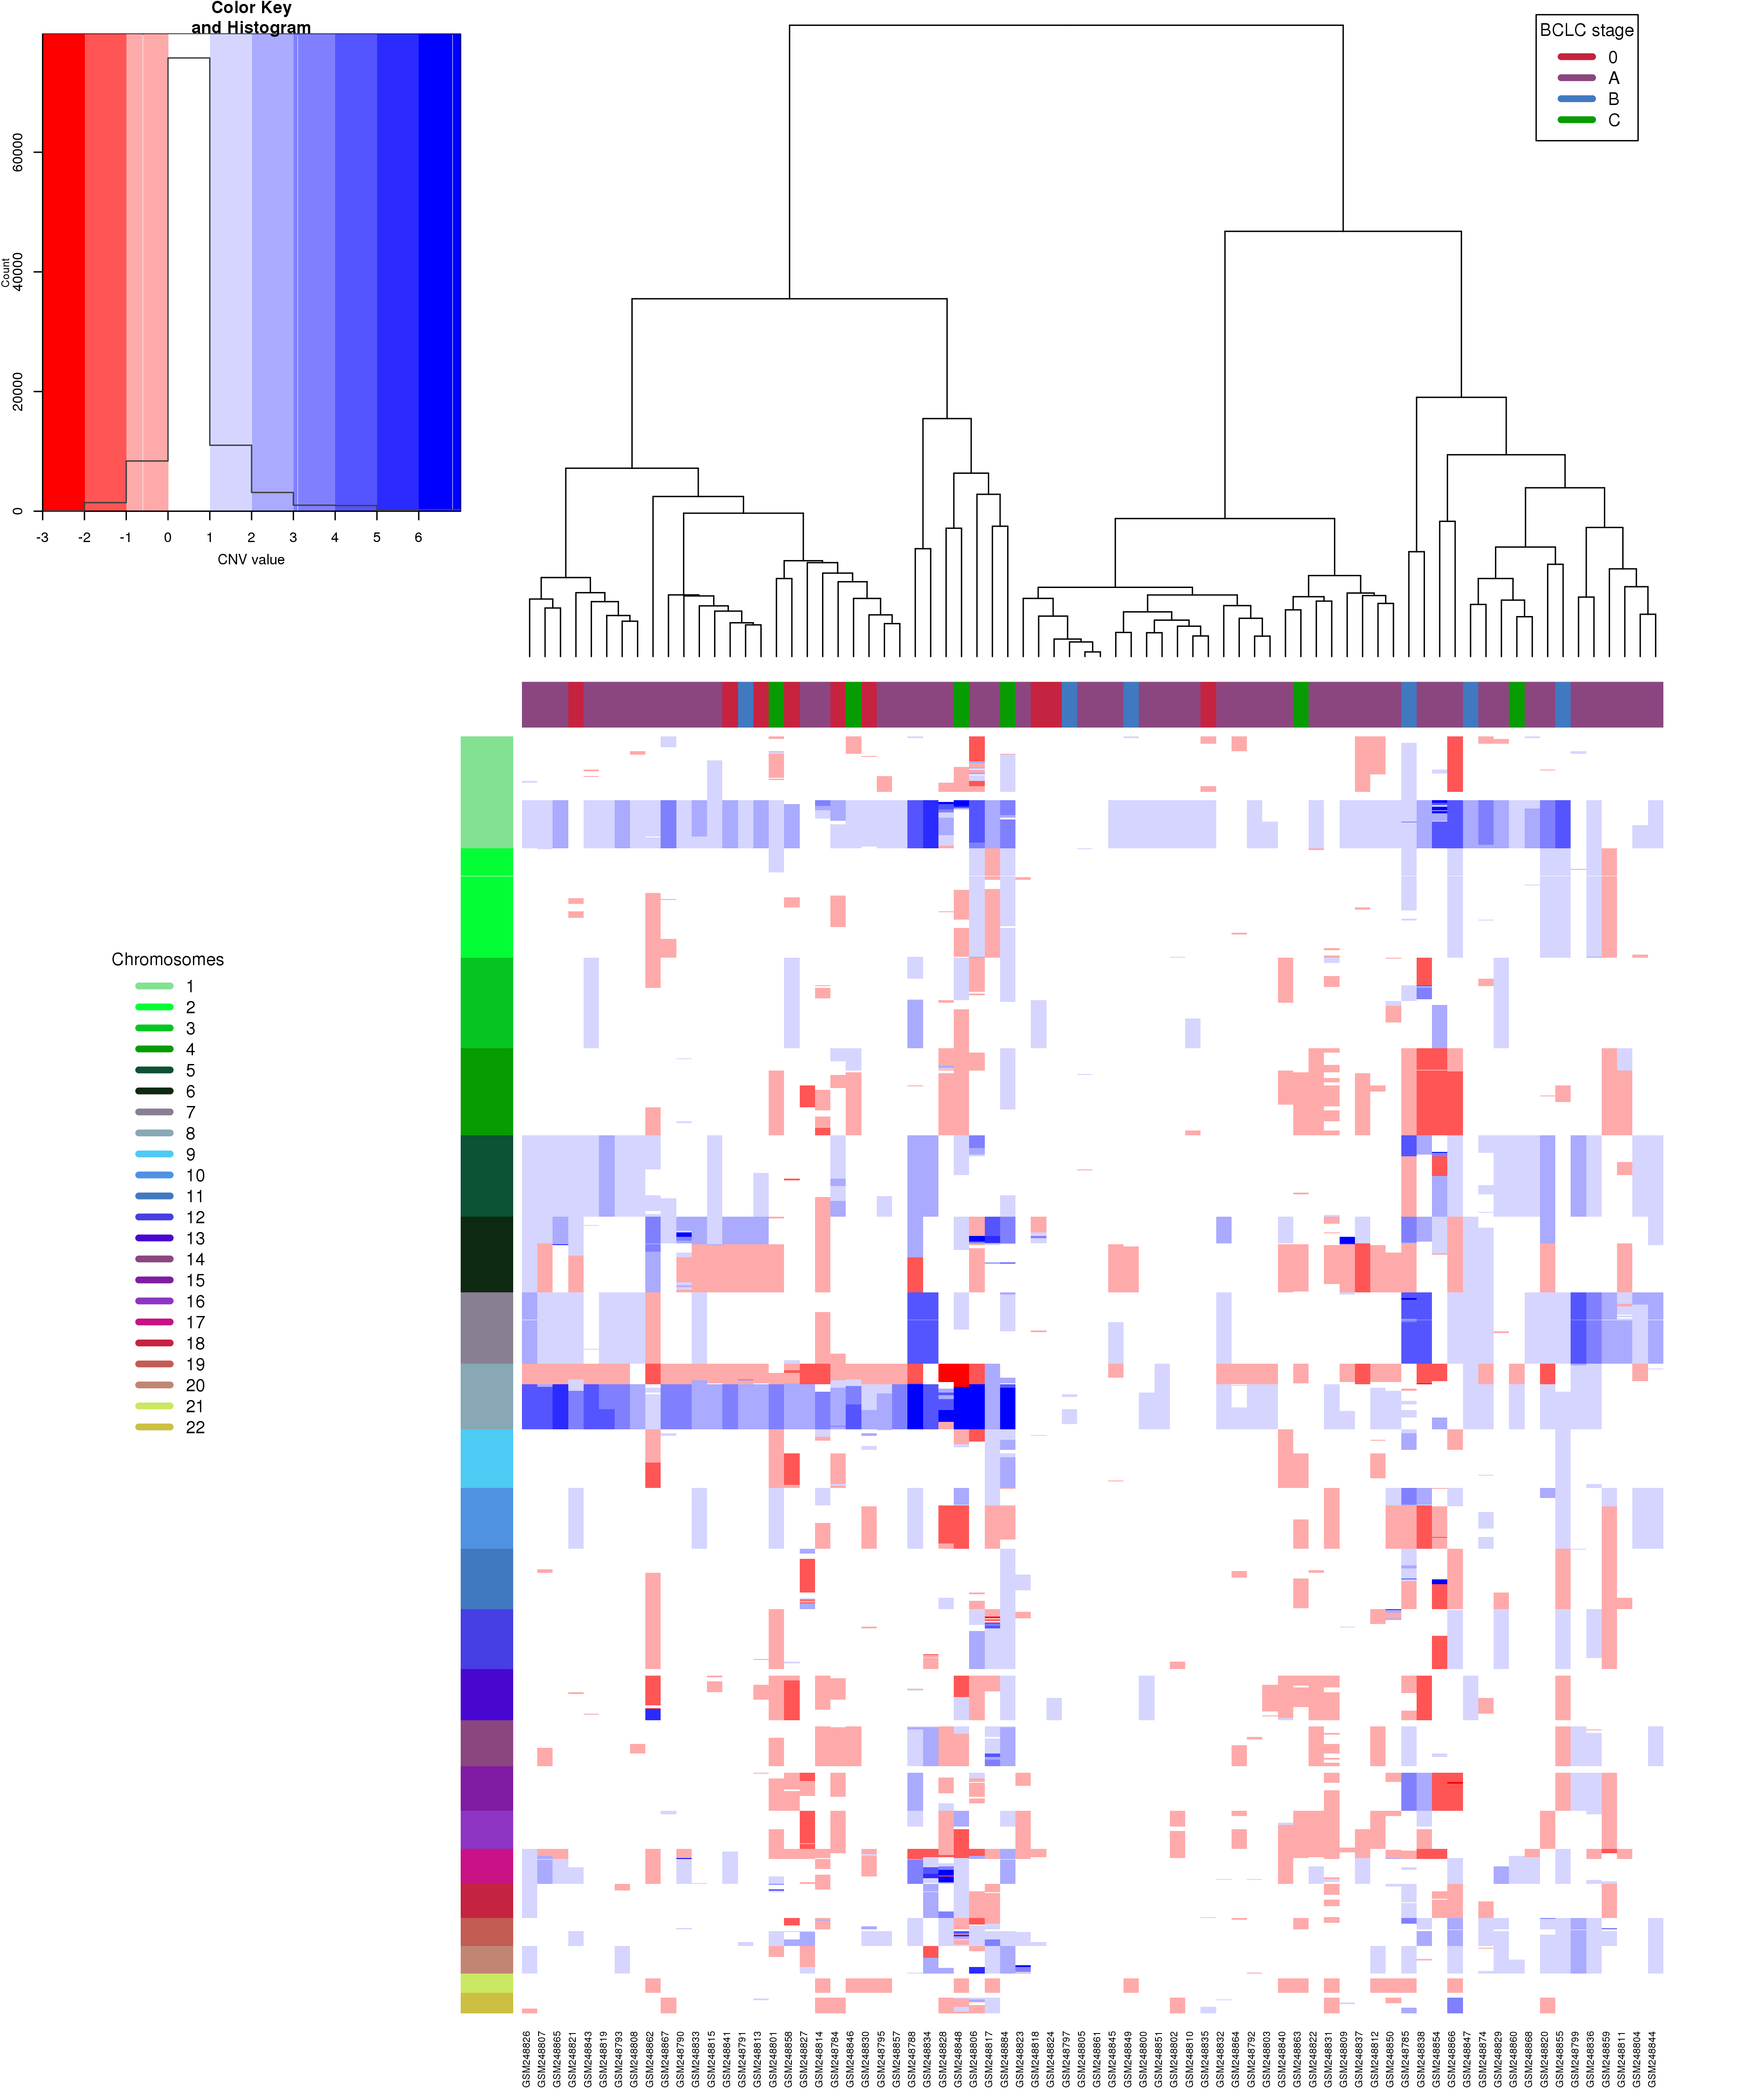 Color Key
and Histogram
Count
0
20000
40000
60000
-3 -2 -1 0 1 2 3 4 5 6
CNV value
BCLC stage
0
A
B
C
Chromosomes
1
2
3
4
5
6
7
8
9
10
11
12
13
14
15
16
17
18
19
20
21
22
GSM248826
GSM248807
GSM248865
GSM248821
GSM248843
GSM248819
GSM248793
GSM248808
GSM248862
GSM248867
GSM248790
GSM248833
GSM248815
GSM248841
GSM248791
GSM248813
GSM248801
GSM248858
GSM248827
GSM248814
GSM248784
GSM248846
GSM248830
GSM248795
GSM248857
GSM248788
GSM248834
GSM248828
GSM248848
GSM248806
GSM248817
GSM248884
GSM248823
GSM248818
GSM248824
GSM248797
GSM248805
GSM248861
GSM248845
GSM248849
GSM248800
GSM248851
GSM248802
GSM248810
GSM248835
GSM248832
GSM248864
GSM248792
GSM248803
GSM248840
GSM248863
GSM248822
GSM248831
GSM248809
GSM248837
GSM248812
GSM248850
GSM248785
GSM248838
GSM248854
GSM248866
GSM248847
GSM248874
GSM248829
GSM248860
GSM248868
GSM248820
GSM248855
GSM248799
GSM248836
GSM248859
GSM248811
GSM248804
GSM248844